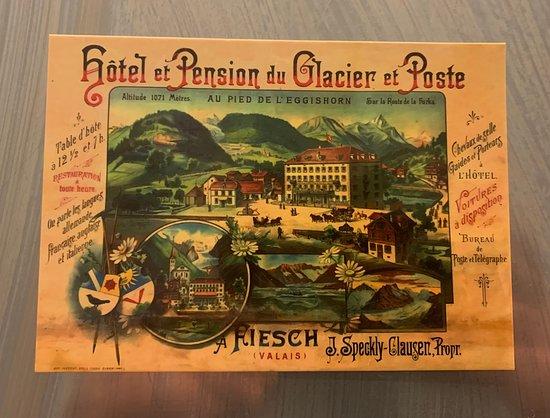 Hôtel et Pension du Glacier et Poste
Altitude 1071 Mètres.
AU PIED DE L'EGGISHORN
Sur la Route de la Furka.
Table d'hôte
à 12 ½ et 7 h.
RESTAURATION
à toute heure.
On parle les langues
allemande,
française anglaise
et italienne.
Chevaux de selle
Guides et Porteurs
à
L'HÔTEL
VOITURES
à disposition
BUREAU
de
Poste et Télégraphe
À FIESCH
(VALAIS)
J. Speckly-Clausen, Propr.